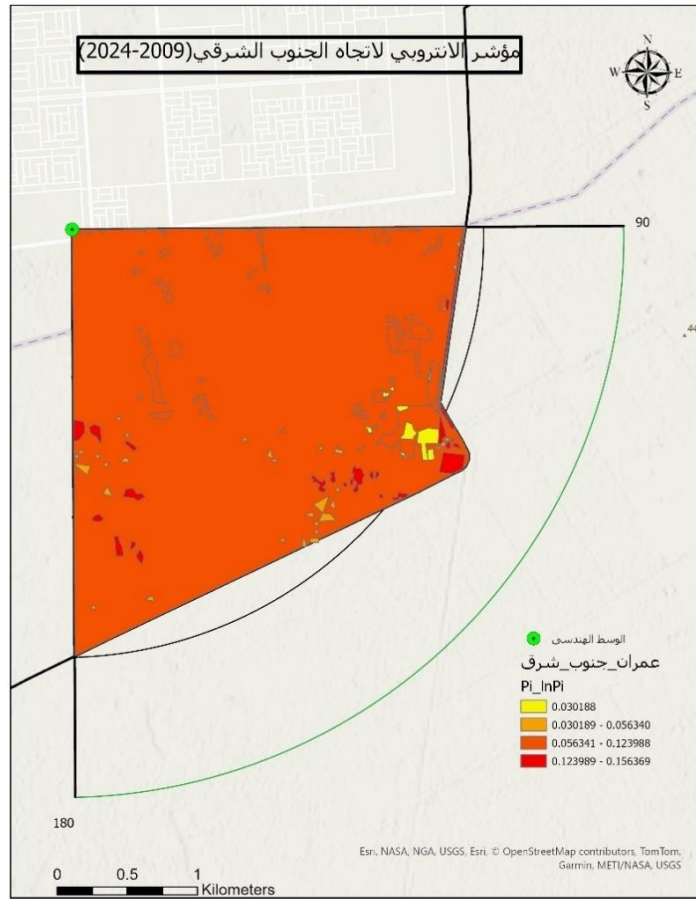 مؤشر الانتروبي لاتجاه الجنوب الشرقي(2009-2024)
N
W E
S
90
44
الوسط الهندسي
عمران_جنوب_شرق
Pi_lnPi
0.030188
0.030189 - 0.056340
0.056341 - 0.123988
0.123989 - 0.156369
180
Esri, NASA, NGA, USGS, Esri, © OpenStreetMap contributors, TomTom,
Garmin, METI/NASA, USGS
0 0.5 1
Kilometers